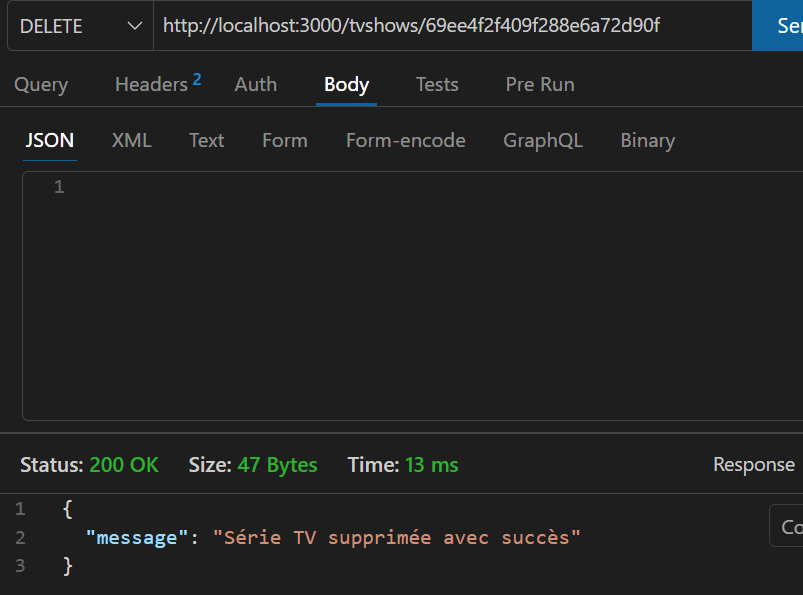 DELETE http://localhost:3000/tvshows/69ee4f2f409f288e6a72d90f
Query Headers 2 Auth Body Tests Pre Run
JSON XML Text Form Form-encode GraphQL Binary
1
Status: 200 OK Size: 47 Bytes Time: 13 ms Response
1 {
2 "message": "Série TV supprimée avec succès"
3 }